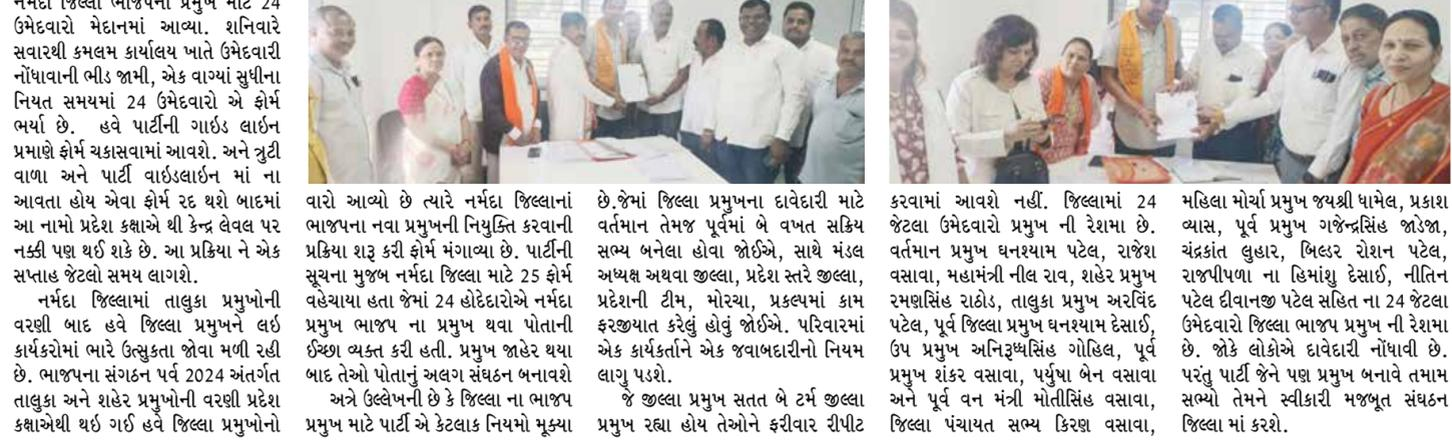 નર્મદા જિલ્લા ભાજપના પ્રમુખ માટે 24
ઉમેદવારો મેદાનમાં આવ્યા. શનિવારે
સવારથી કમલમ કાર્યાલય ખાતે ઉમેદવારી
નોંધાવાની ભીડ જામી, એક વાગ્યાં સુધીના
નિયત સમયમાં 24 ઉમેદવારો એ ફોર્મ
ભર્યા છે. હવે પાર્ટીની ગાઇડ લાઇન
પ્રમાણે ફોર્મ ચકાસવામાં આવશે. અને ત્રુટી
વાળા અને પાર્ટી વાઇડલાઇન માં ના
આવતા હોય એવા ફોર્મ રદ થશે બાદમાં
આ નામો પ્રદેશ કક્ષાએ થી કેન્દ્ર લેવલ પર
નક્કી પણ થઈ શકે છે. આ પ્રક્રિયા ને એક
સપ્તાહ જેટલો સમય લાગશે.
નર્મદા જિલ્લામાં તાલુકા પ્રમુખોની
વરણી બાદ હવે જિલ્લા પ્રમુખને લઇ
કાર્યકરોમાં ભારે ઉત્સુકતા જોવા મળી રહી
છે. ભાજપના સંગઠન પર્વ 2024 અંતર્ગત
તાલુકા અને શહેર પ્રમુખોની વરણી પ્રદેશ
કક્ષાએથી થઇ ગઈ હવે જિલ્લા પ્રમુખોનો
વારો આવ્યો છે ત્યારે નર્મદા જિલ્લાનાં
ભાજપના નવા પ્રમુખની નિયુક્તિ કરવાની
પ્રક્રિયા શરૂ કરી ફોર્મ મંગાવ્યા છે. પાર્ટીની
સૂચના મુજબ નર્મદા જિલ્લા માટે 25 ફોર્મ
વહેચાયા હતા જેમાં 24 હોદેદારોએ નર્મદા
પ્રમુખ ભાજપ ના પ્રમુખ થવા પોતાની
ઈચ્છા વ્યક્ત કરી હતી. પ્રમુખ જાહેર થયા
બાદ તેઓ પોતાનું અલગ સંઘઠન બનાવશે
અત્રે ઉલ્લેખની છે કે જિલ્લા ના ભાજપ
પ્રમુખ માટે પાર્ટી એ કેટલાક નિયમો મૂક્યા
છે.જેમાં જિલ્લા પ્રમુખના દાવેદારી માટે
વર્તમાન તેમજ પૂર્વમાં બે વખત સક્રિય
સભ્ય બનેલા હોવા જોઈએ, સાથે મંડલ
અધ્યક્ષ અથવા જીલ્લા, પ્રદેશ સ્તરે જીલ્લા,
પ્રદેશની ટીમ, મોરચા, પ્રકલ્પમાં કામ
ફરજીયાત કરેલું હોવું જોઈએ. પરિવારમાં
એક કાર્યકર્તાને એક જવાબદારીનો નિયમ
લાગુ પડશે.
જે જીલ્લા પ્રમુખ સતત બે ટર્મ જીલ્લા
પ્રમુખ રહ્યા હોય તેઓને ફરીવાર રીપીટ
કરવામાં આવશે નહીં. જિલ્લામાં 24
જેટલા ઉમેદવારો પ્રમુખ ની રેશમા છે.
વર્તમાન પ્રમુખ ઘનશ્યામ પટેલ, રાજેશ
વસાવા, મહામંત્રી નીલ રાવ, શહેર પ્રમુખ
રમણસિંહ રાઠોડ, તાલુકા પ્રમુખ અરવિંદ
પટેલ, પૂર્વ જિલ્લા પ્રમુખ ઘનશ્યામ દેસાઈ,
ઉપ પ્રમુખ અનિરૂધ્ધસિંહ ગોહિલ, પૂર્વ
પ્રમુખ શંકર વસાવા, પર્યુષા બેન વસાવા
અને પૂર્વ વન મંત્રી મોતીસિંહ વસાવા,
જિલ્લા પંચાયત સભ્ય કિરણ વસાવા,
મહિલા મોર્ચા પ્રમુખ જયશ્રી ધામેલ, પ્રકાશ
વ્યાસ, પૂર્વ પ્રમુખ ગજેન્દ્રસિંહ જાડેજા,
ચંદ્રકાંત લુહાર, બિલ્ડર રોશન પટેલ,
રાજપીપળા ના હિમાંશુ દેસાઈ, નીતિન
પટેલ દીવાનજી પટેલ સહિત ના 24 જેટલા
ઉમેદવારો જિલ્લા ભાજપ પ્રમુખ ની રેશમા
છે. જોકે લોકોએ દાવેદારી નોંધાવી છે.
પરંતુ પાર્ટી જેને પણ પ્રમુખ બનાવે તમામ
સભ્યો તેમને સ્વીકારી મજબૂત સંઘઠન
જિલ્લા માં કરશે.